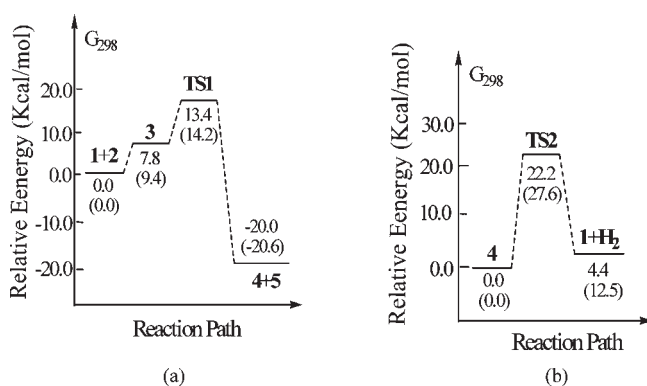 G298
Relative Eenergy (Kcal/mol)
20.0
10.0
0.0
-10.0
-20.0
1+2
0.0
(0.0)
3
7.8
(9.4)
TS1
13.4
(14.2)
-20.0
(-20.6)
4+5
Reaction Path
(a)
G298
Relative Eenergy (Kcal/mol)
30.0
20.0
0.0
4
0.0
(0.0)
TS2
22.2
(27.6)
1+H2
4.4
(12.5)
Reaction Path
(b)